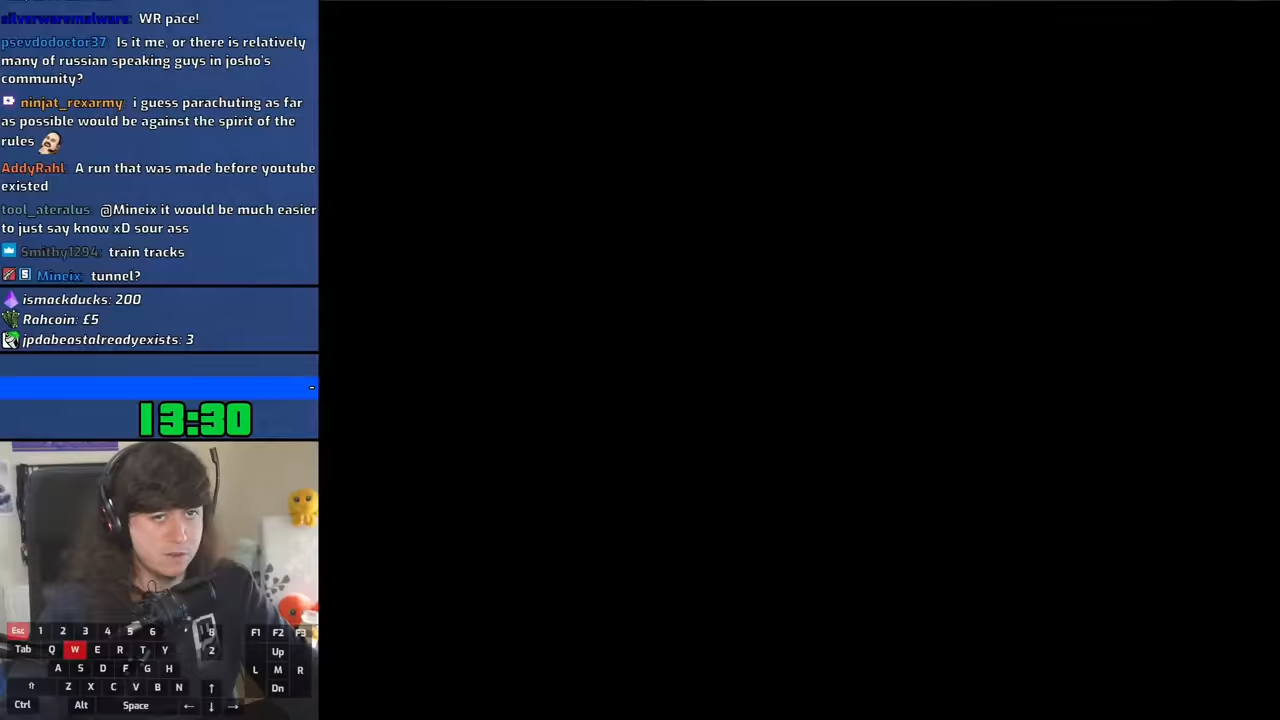 silverwaremalware: WR pace!
psevdodoctor37: Is it me, or there is relatively
many of russian speaking guys in josho's
community?
ninjat_rexarmy: i guess parachuting as far
as possible would be against the spirit of the
rules
AddyRahl: A run that was made before youtube
existed
tool_ateralus: @Mineix it would be much easier
to just say know xD sour ass
Smithy1294: train tracks
Mineix: tunnel?
ismackducks: 200
Rahcoin: £5
jpdabeastalreadyexists: 3
-
13:30
Esc 1 2 3 4 5 6 ' 8 F1 F2 F3
Tab Q W E R T Y 2 Up
A S D F G H L M R
⇧ Z X C V B N ↑ Dn
Ctrl Alt Space ← ↓ →